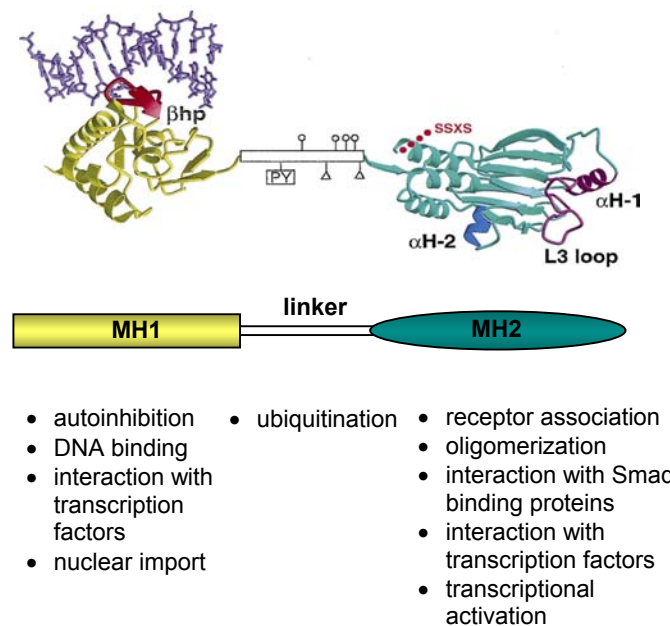 βhp
SSXS
PY
αH-1
αH-2
L3 loop
linker
MH1
MH2
• autoinhibition
• DNA binding
• interaction with
transcription
factors
• nuclear import
• ubiquitination
• receptor association
• oligomerization
• interaction with Smad
binding proteins
• interaction with
transcription factors
• transcriptional
activation